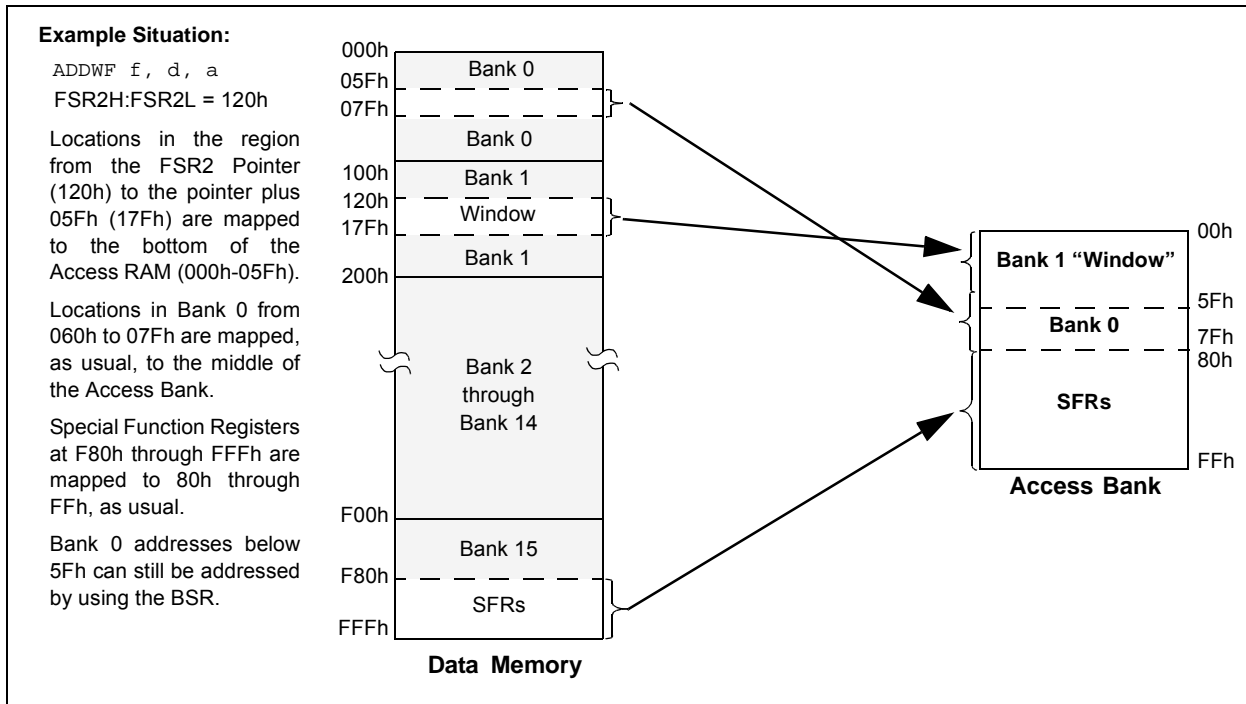 Example Situation:
ADDWF f, d, a
FSR2H:FSR2L = 120h
Locations in the region
from the FSR2 Pointer
(120h) to the pointer plus
05Fh (17Fh) are mapped
to the bottom of the
Access RAM (000h-05Fh).
Locations in Bank 0 from
060h to 07Fh are mapped,
as usual, to the middle of
the Access Bank.
Special Function Registers
at F80h through FFFh are
mapped to 80h through
FFh, as usual.
Bank 0 addresses below
5Fh can still be addressed
by using the BSR.
000h
Bank 0
05Fh
07Fh
Bank 0
100h
Bank 1
120h
Window
17Fh
Bank 1
200h
Bank 2
through
Bank 14
F00h
Bank 15
F80h
SFRs
FFFh
Data Memory
00h
Bank 1 “Window”
5Fh
Bank 0
7Fh
80h
SFRs
FFh
Access Bank